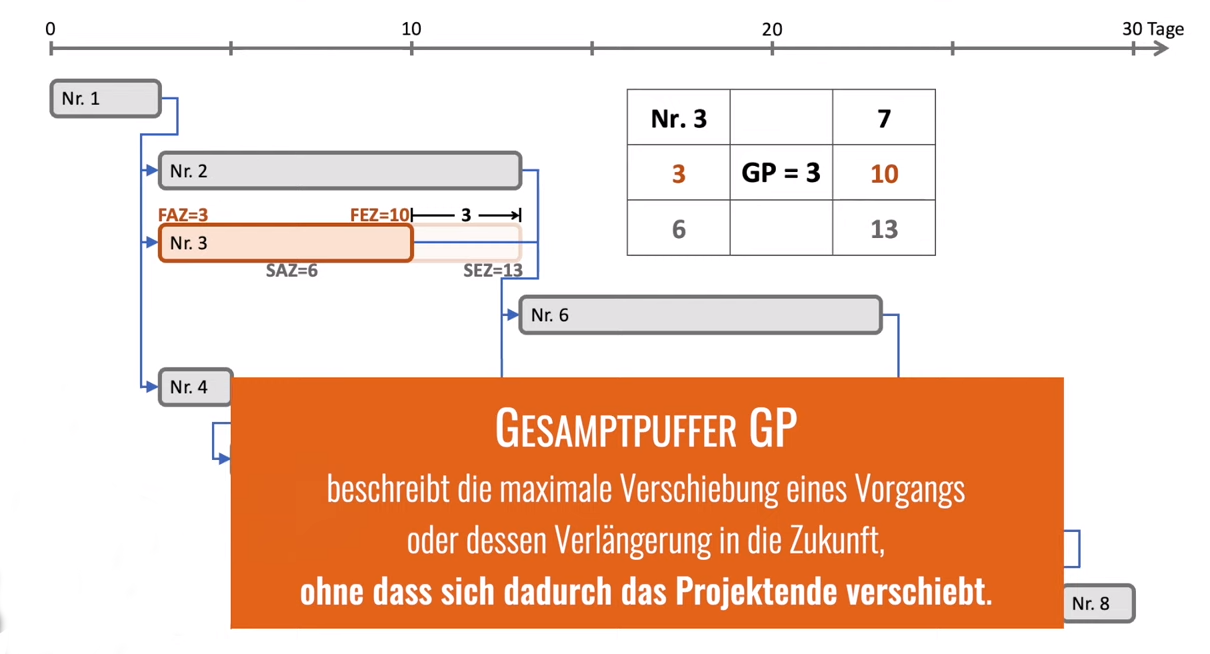 0 10 20 30 Tage
Nr. 1
Nr. 3 7
Nr. 2
3 GP = 3 10
FAZ=3 FEZ=10 3
Nr. 3
6 13
SAZ=6 SEZ=13
Nr. 6
Nr. 4
GESAMPTPUFFER GP
beschreibt die maximale Verschiebung eines Vorgangs
oder dessen Verlängerung in die Zukunft,
ohne dass sich dadurch das Projektende verschiebt.
Nr. 8